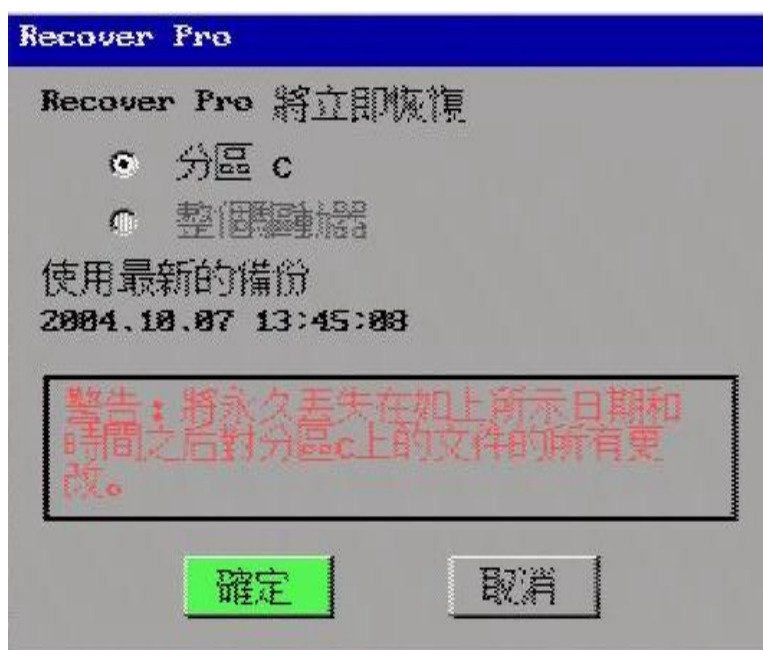 Recover Pro
Recover Pro 將立即恢復
分區 C
整個驅動器
使用最新的備份
2004.10.07 13:45:08
警告：將永久丟失在如上所示日期和
時間之后對分區c上的文件的所有更
改。
確定
取消